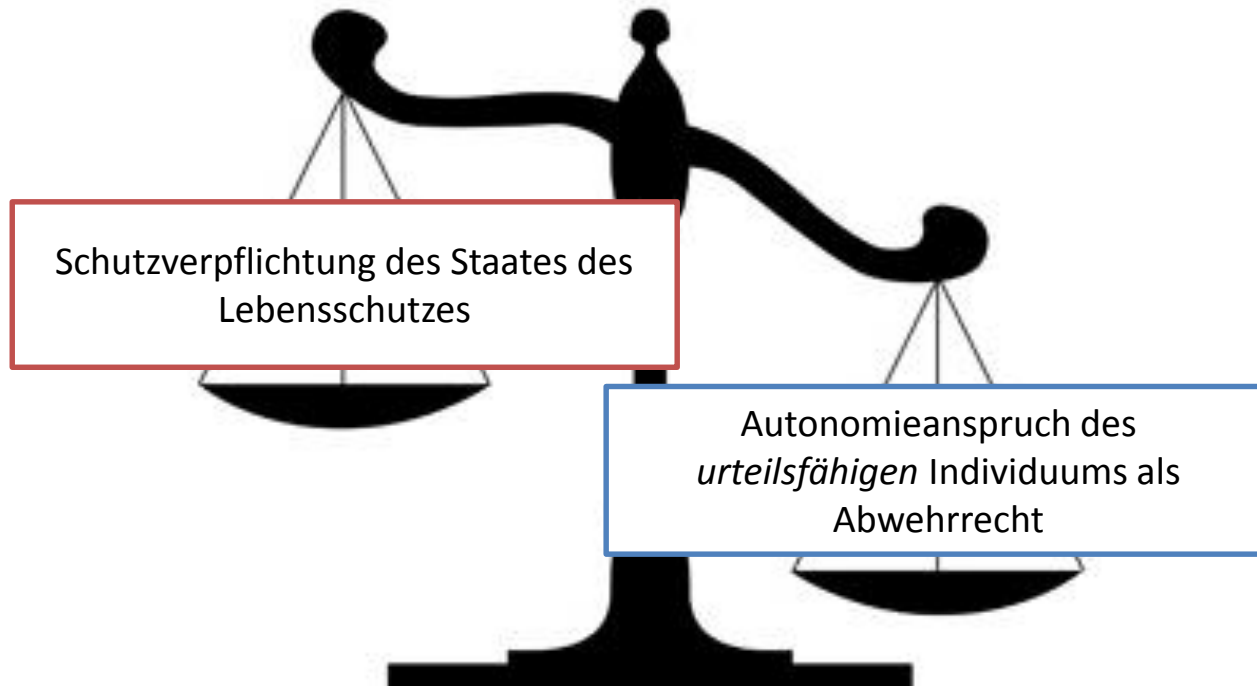 Schutzverpflichtung des Staates des
Lebensschutzes
Autonomieanspruch des
urteilsfähigen Individuums als
Abwehrrecht